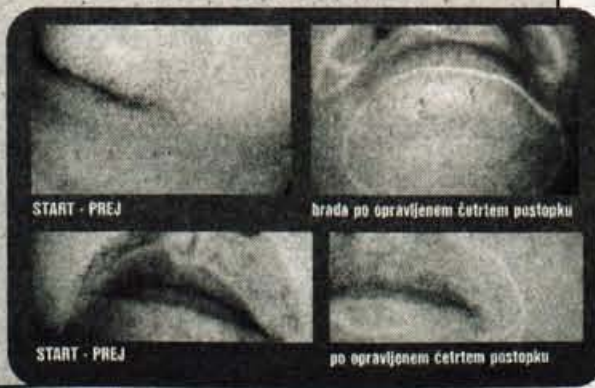 START - PREJ
brada po opravljenem četrtem postopku
START - PREJ
po opravljenem četrtem postopku